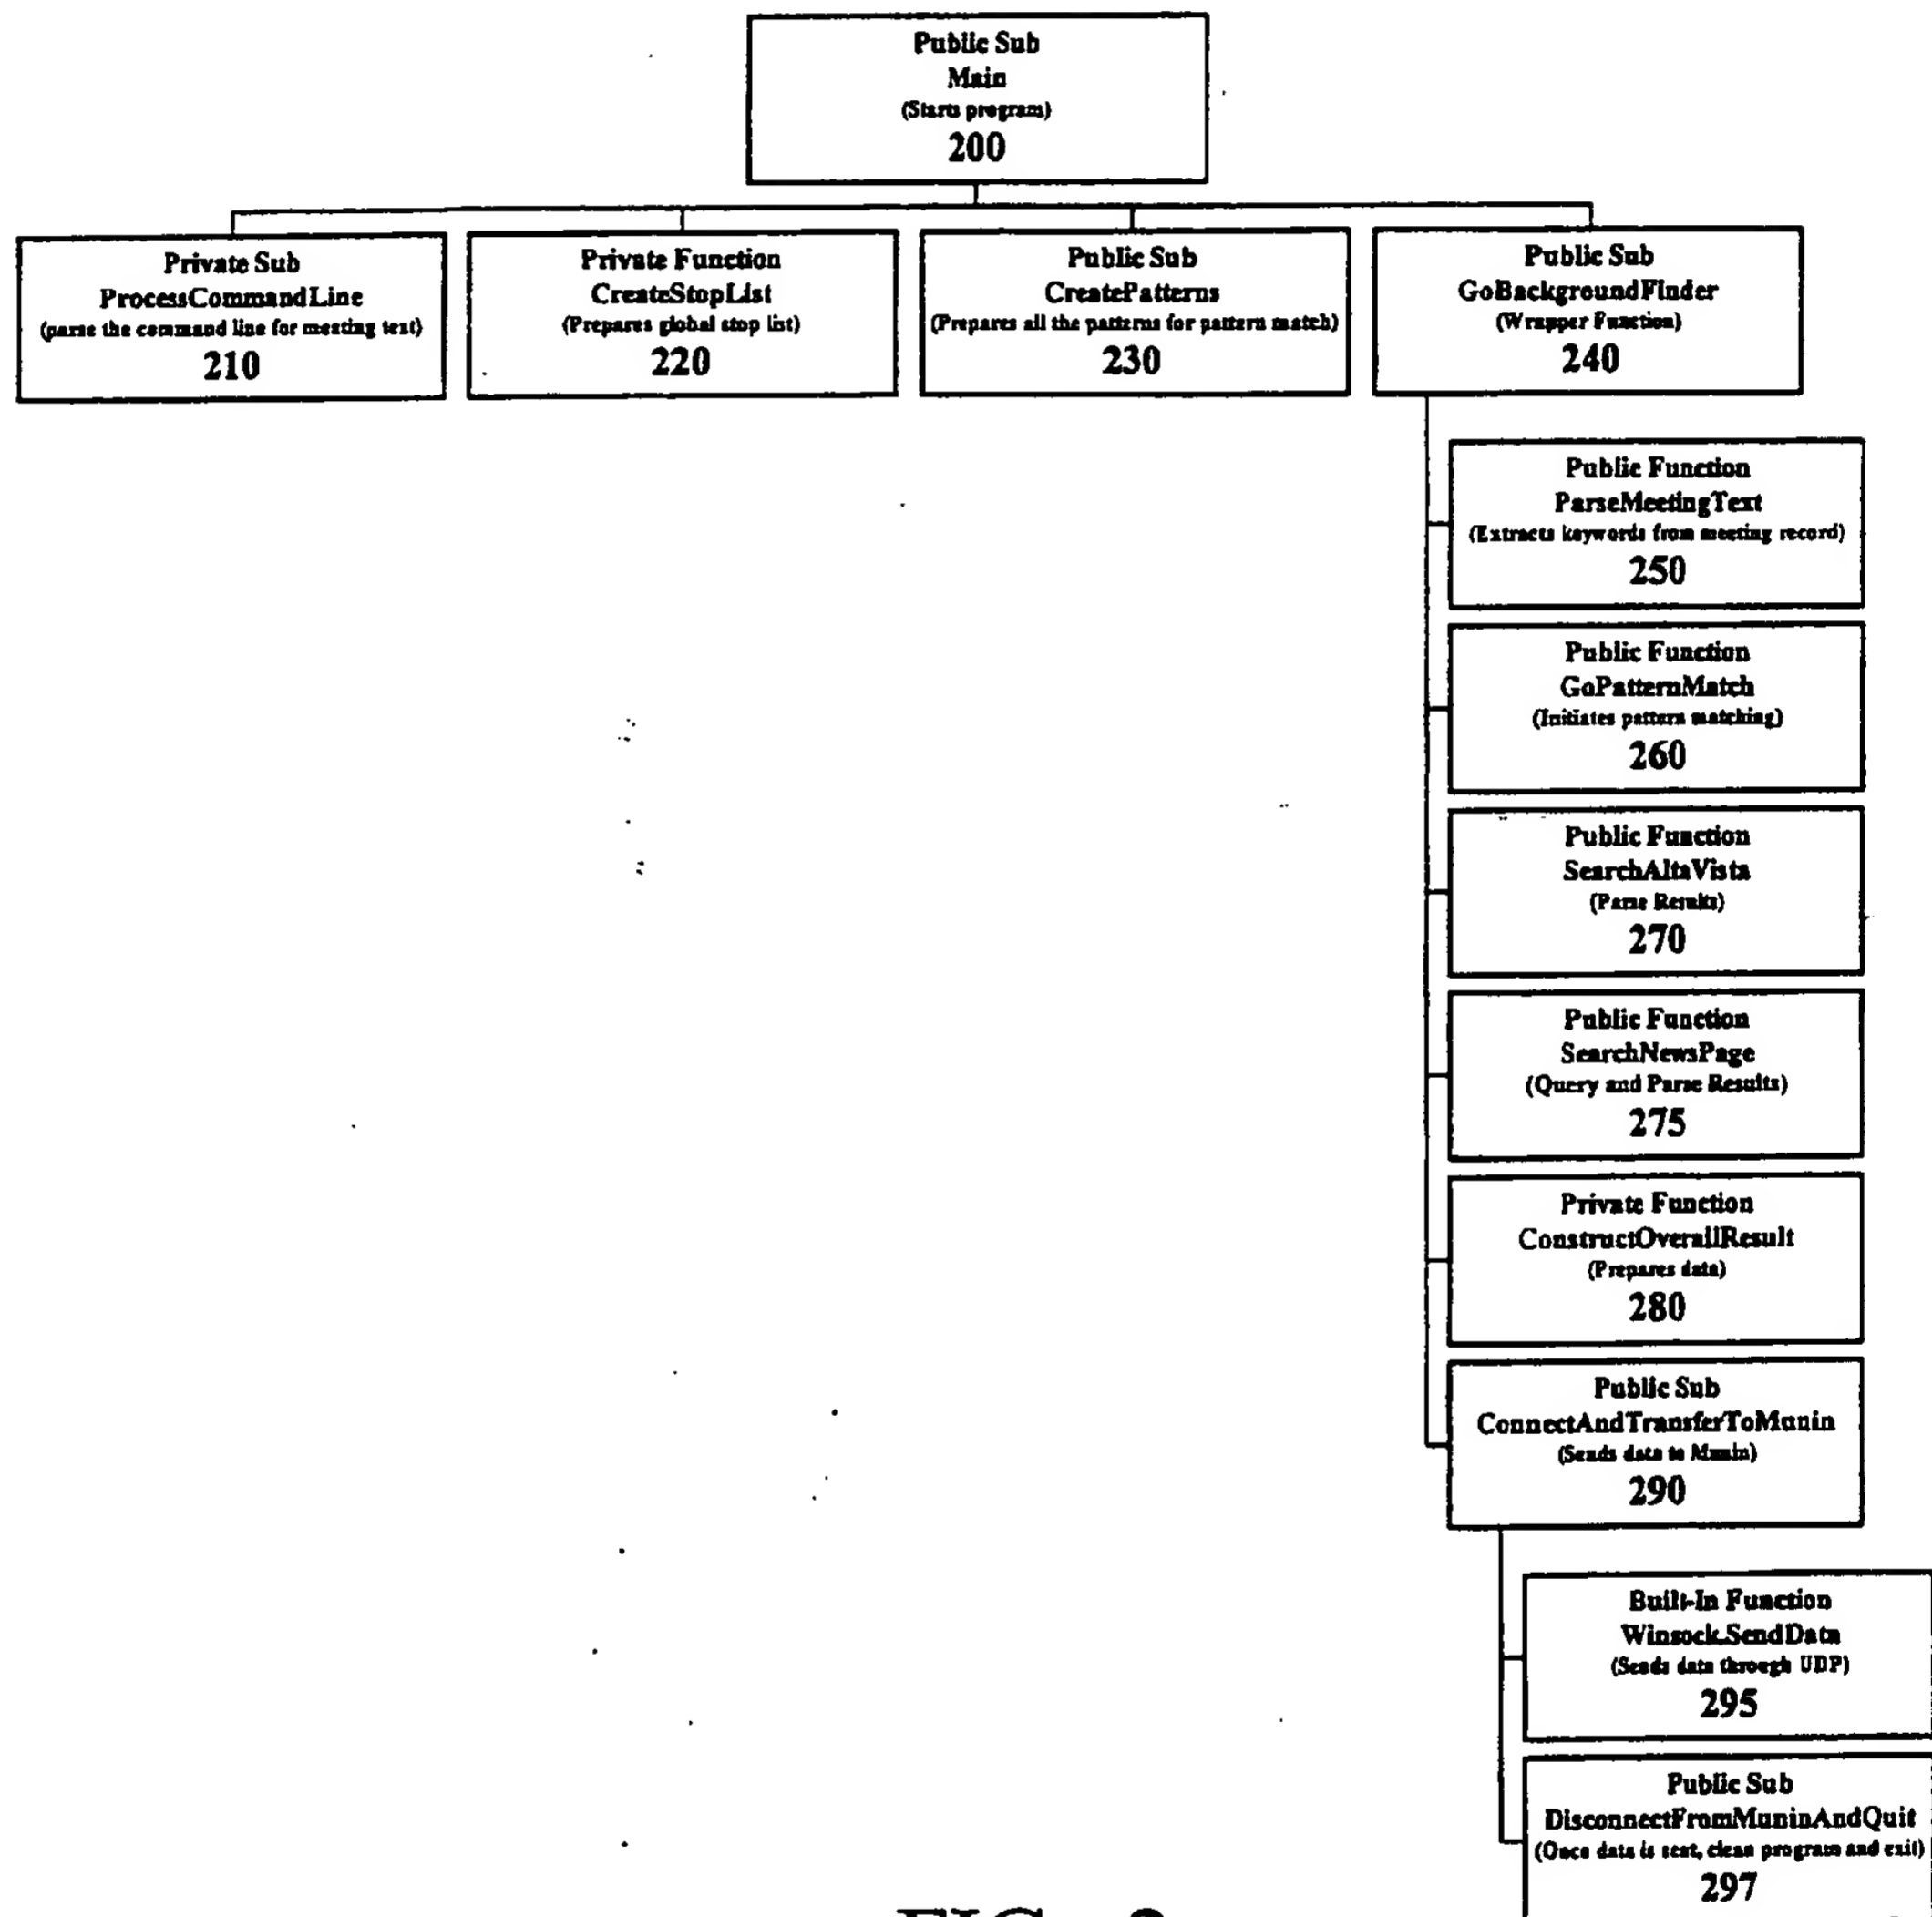 Public Sub
Main
(Starts program)
200
Private Sub
ProcessCommandLine
(parse the command line for meeting text)
210
Private Function
CreateStopList
(Prepares global stop list)
220
Public Sub
CreatePatterns
(Prepares all the patterns for pattern match)
230
Public Sub
GoBackgroundFinder
(Wrapper Function)
240
Public Function
ParseMeetingText
(Extracts keywords from meeting record)
250
Public Function
GoPatternMatch
(Initiates pattern matching)
260
Public Function
SearchAltaVista
(Parse Results)
270
Public Function
SearchNewsPage
(Query and Parse Results)
275
Private Function
ConstructOverallResult
(Prepares data)
280
Public Sub
ConnectAndTransferToMunin
(Sends data to Munin)
290
Built-In Function
Winsock.SendData
(Sends data through UDP)
295
Public Sub
DisconnectFromMuninAndQuit
(Once data is sent, clean program and exit)
297